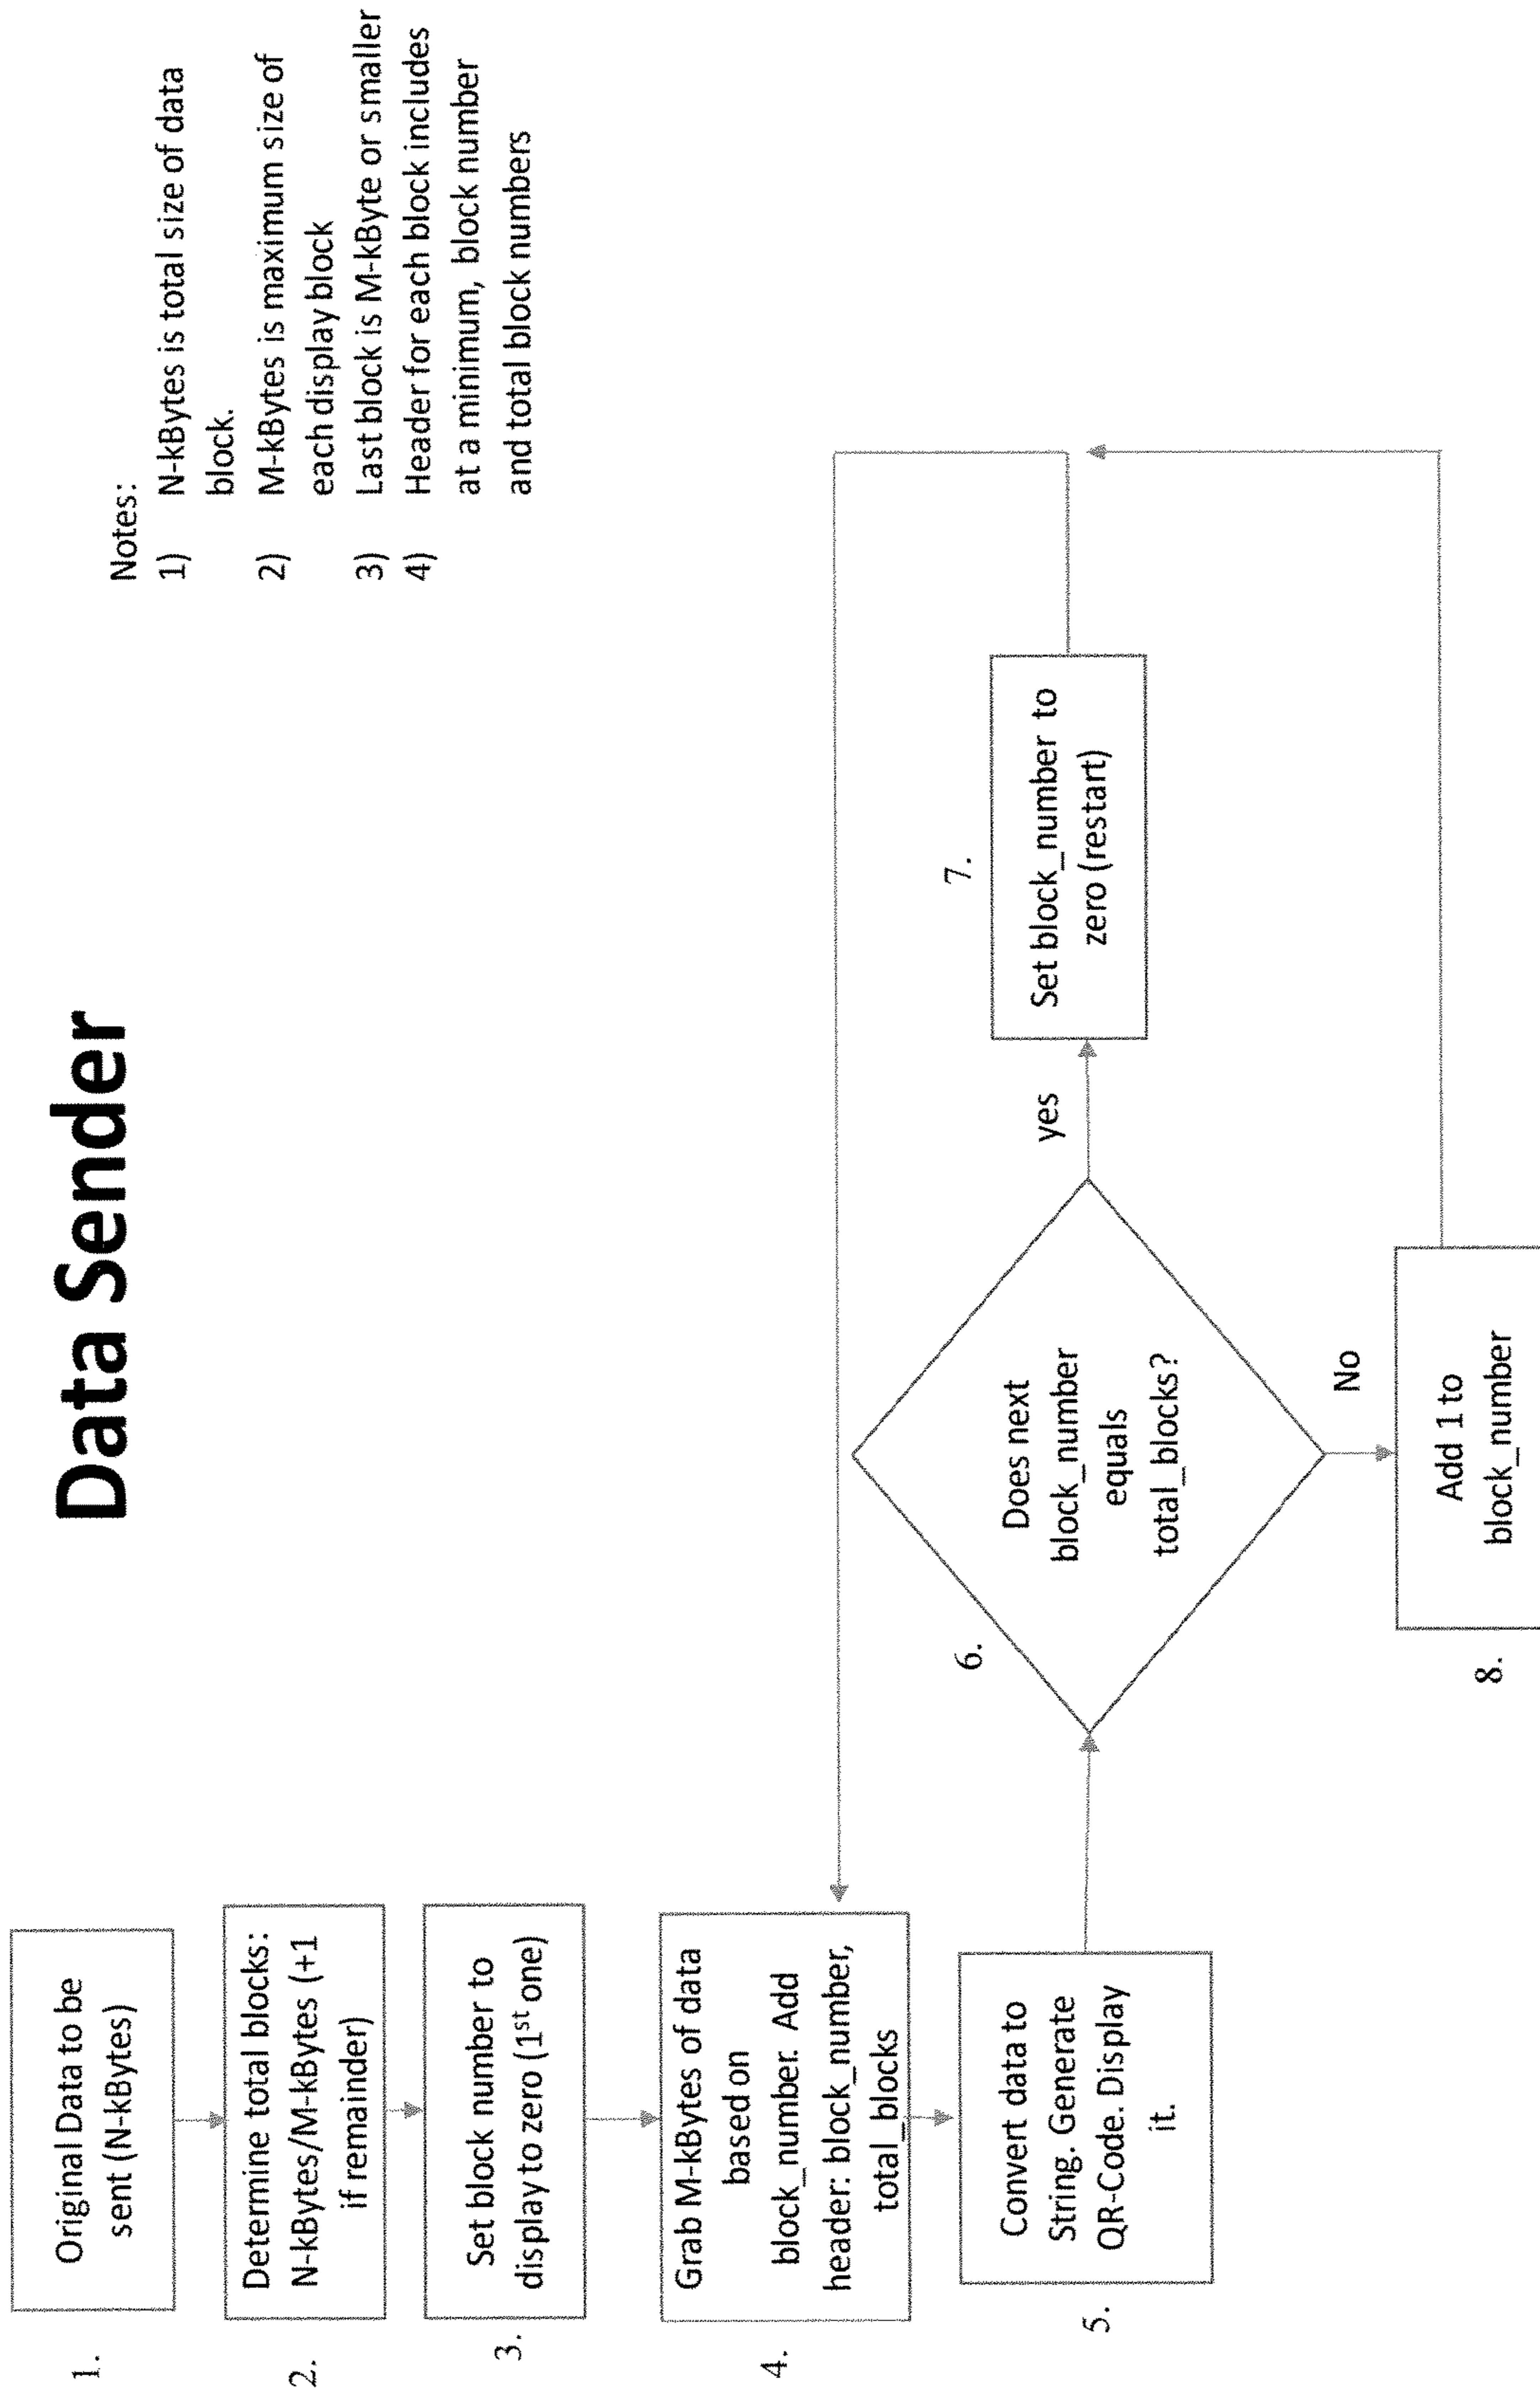 Data Sender
Notes:
1) N-kBytes is total size of data
block.
2) M-kBytes is maximum size of
each display block
3) Last block is M-kByte or smaller
4) Header for each block includes
at a minimum, block number
and total block numbers
1.
Original Data to be
sent (N-kBytes)
2.
Determine total blocks:
N-kBytes/M-kBytes (+1
if remainder)
3.
Set block number to
display to zero (1st one)
4.
Grab M-kBytes of data
based on
block_number. Add
header: block_number,
total_blocks
5.
Convert data to
String. Generate
QR-Code. Display
it.
6.
Does next
block_number
equals
total_blocks?
yes
7.
Set block_number to
zero (restart)
No
8.
Add 1 to
block_number